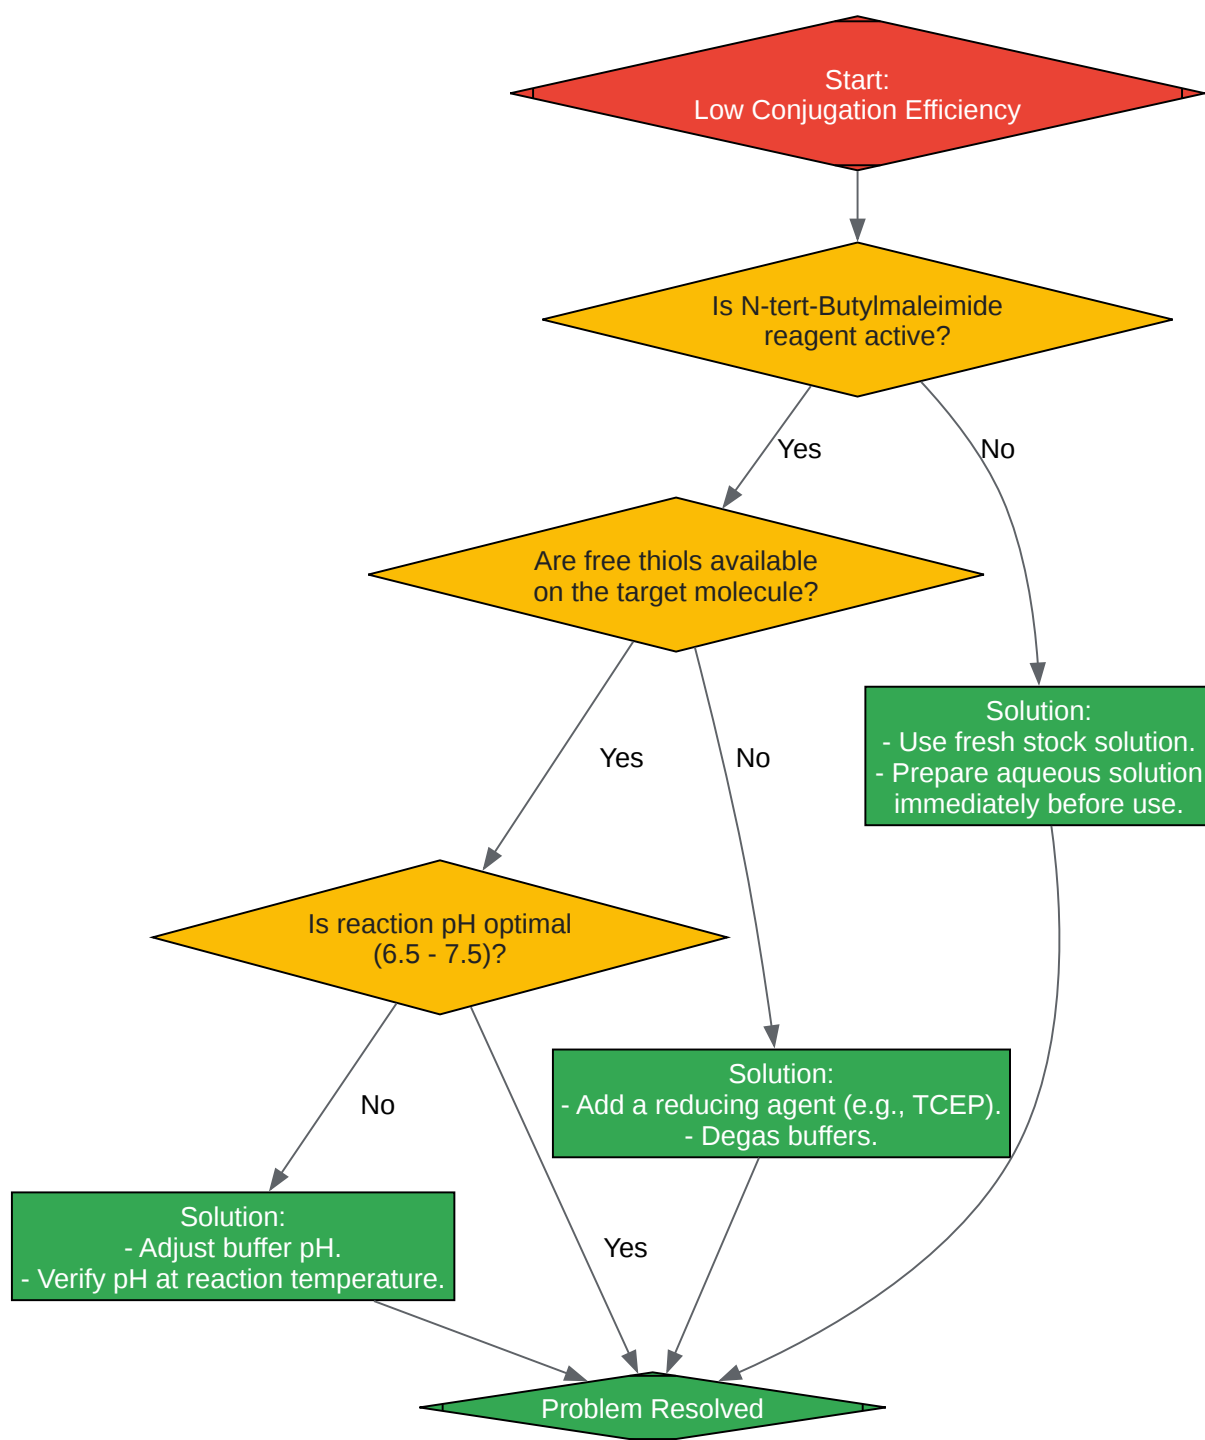 Start:
Low Conjugation Efficiency
Is N-tert-Butylmaleimide
reagent active?
Yes
No
Are free thiols available
on the target molecule?
Solution:
- Use fresh stock solution.
- Prepare aqueous solution
immediately before use.
Yes
No
Is reaction pH optimal
(6.5 - 7.5)?
Solution:
- Add a reducing agent (e.g., TCEP).
- Degas buffers.
No
Yes
Solution:
- Adjust buffer pH.
- Verify pH at reaction temperature.
Problem Resolved